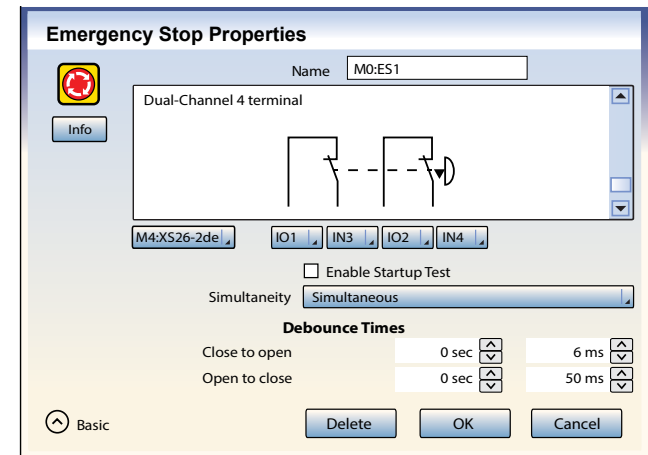 Emergency Stop Properties
Name M0:ES1
Info
Dual-Channel 4 terminal
M4:XS26-2de IO1 IN3 IO2 IN4
Enable Startup Test
Simultaneity Simultaneous
Debounce Times
Close to open 0 sec 6 ms
Open to close 0 sec 50 ms
Basic Delete OK Cancel